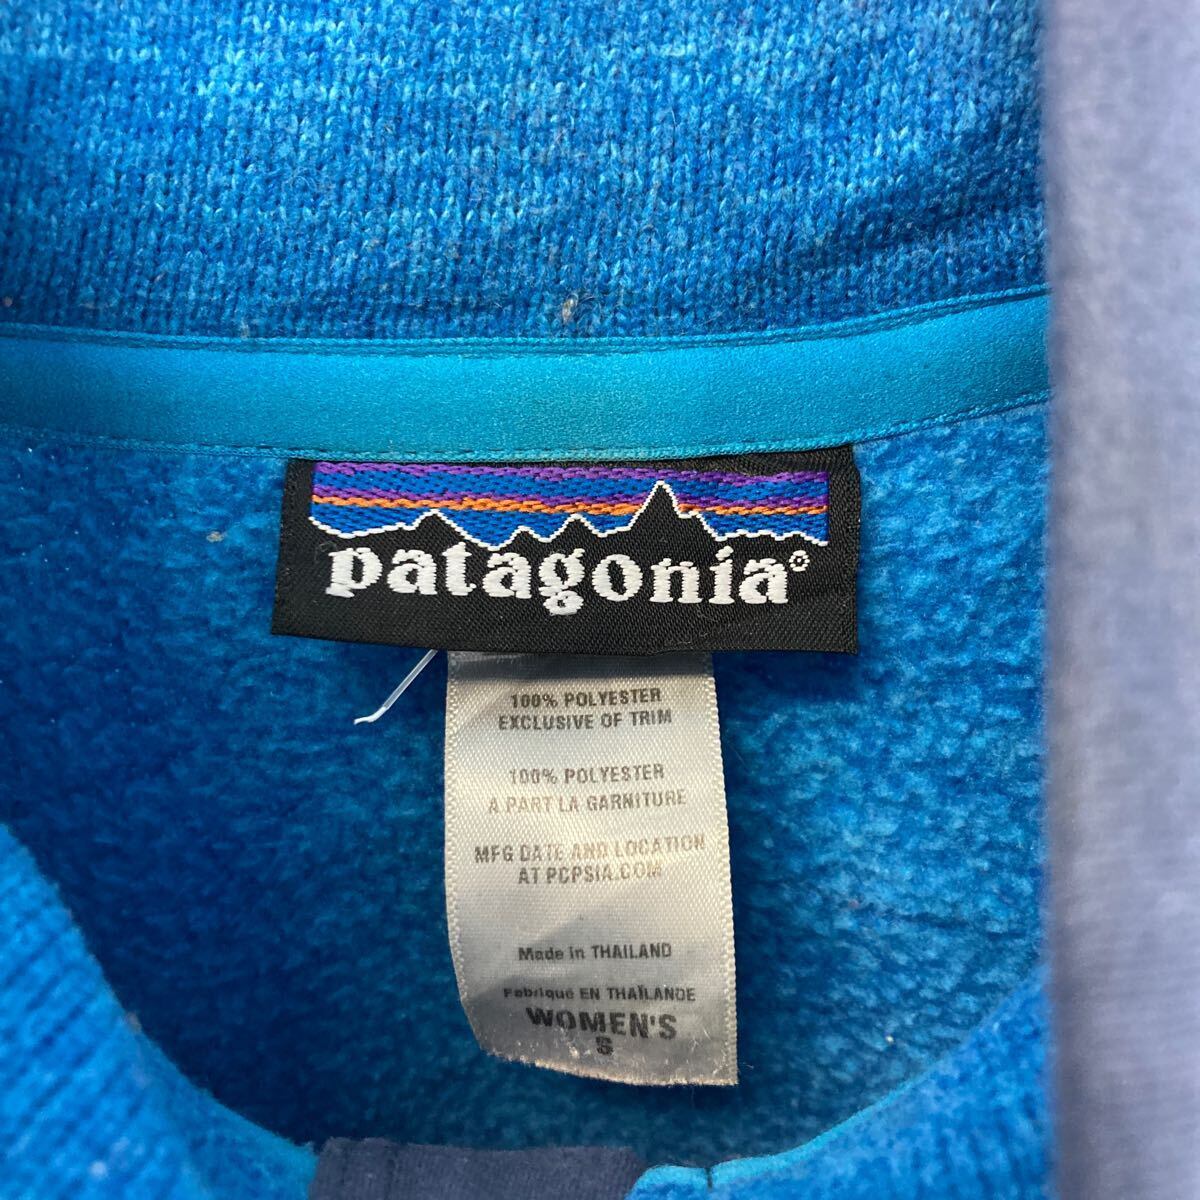 patagonia®
100% POLYESTER
EXCLUSIVE OF TRIM
100% POLYESTER
A PART LA GARNITURE
MFG DATE AND LOCATION
AT PCPSIA.COM
Made in THAILAND
Fabriqué EN THAÏLANDE
WOMEN'S
S